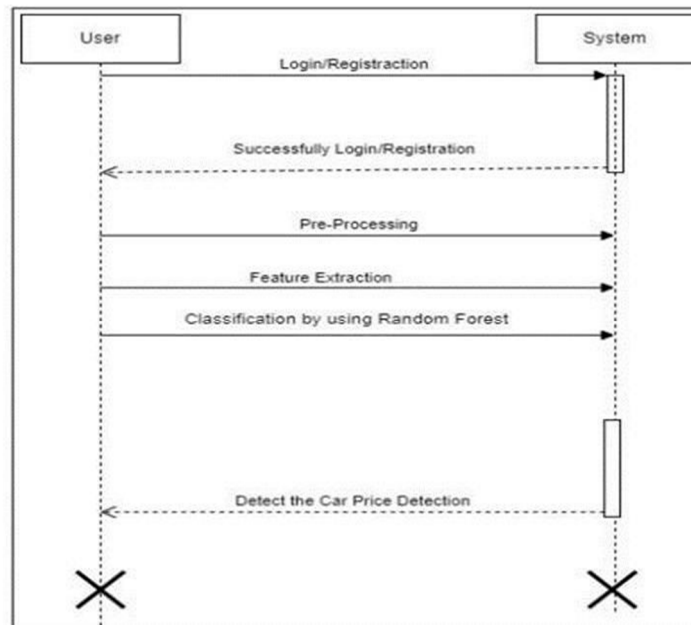 User
System
Login/Registraction
Successfully Login/Registration
Pre-Processing
Feature Extraction
Classification by using Random Forest
Detect the Car Price Detection